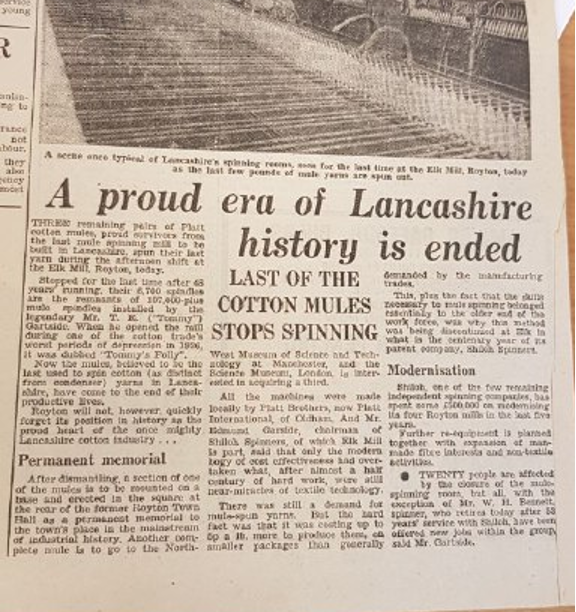 young
R
ng to
not
they
also
most
A scene once typical of Lancashire's spinning rooms, seen for the last time at the Elk Mill, Royton, today
as the last few pounds of mule yarns are spun out.
A proud era of Lancashire
history is ended
THREE remaining pairs of Platt
cotton mules, proud survivors from
the last mule spinning mill to be
built in Lancashire, spun their last
yarn during the afternoon shift at
the Elk Mill, Royton, today.
Stopped for the last time after
years' running, their 6,700 spindles
are the remnants of 107,000-plus
mule spindles installed by the
legendary Mr. T. E. ("Tommy")
Gartside. When he opened the mill
during one of the cotton trade's
worst periods of depression in 1926,
it was dubbed "Tommy's Folly".
Now the mules, believed to be the
last used to spin cotton (as distinct
from condenser) yarns in Lanca-
shire, have come to the end of their
productive lives.
Royton will not, however, quickly
forget its position in history as the
proud heart of the once mighty
Lancashire cotton industry . . .
Permanent memorial
After dismantling, a section of one
of the mules is to be mounted on a
base and erected in the square at
the rear of the former Royton Town
Hall as a permanent memorial to
the town's place in the mainstream
of industrial history. Another com-
plete mule is to go to the North-
LAST OF THE
COTTON MULES
STOPS SPINNING
West Museum of Science and Tech-
nology at Manchester, and the
Science Museum, London, is inter-
ested in acquiring a third.
All the machines were made
locally by Platt Brothers, now Platt
International, of Oldham. And Mr.
Edmund Gartside, chairman of
Shiloh Spinners, of which Elk Mill
is part, said that only the modern
logy of cost effectiveness had over-
taken what, after almost a half
century of hard work, were still
near-miracles of textile technology.
There was still a demand for
mule-spun yarns. But the hard
fact was that it was costing up to
5p a lb. more to produce them, on
smaller packages than generally
demanded by the manufacturing
trades.
This, plus the fact that the skills
necessary to mule spinning belonged
essentially to the older end of the
work force, was why this method
was being discontinued at Elk in
what is the centenary year of its
parent company, Shiloh Spinners.
Modernisation
Shiloh, one of the few remaining
independent spinning companies, has
spent some £500,000 on modernising
its four Royton mills in the last five
years.
Further re-equipment is planned
together with expansion of man-
made fibre interests and non-textile
activities.
● TWENTY people are affected
by the closure of the mule-
spinning room, but all, with the
exception of Mr. W. H. Bennett,
spinner, who retires today after 53
years' service with Shiloh, have been
offered new jobs within the group,
said Mr. Gartside.